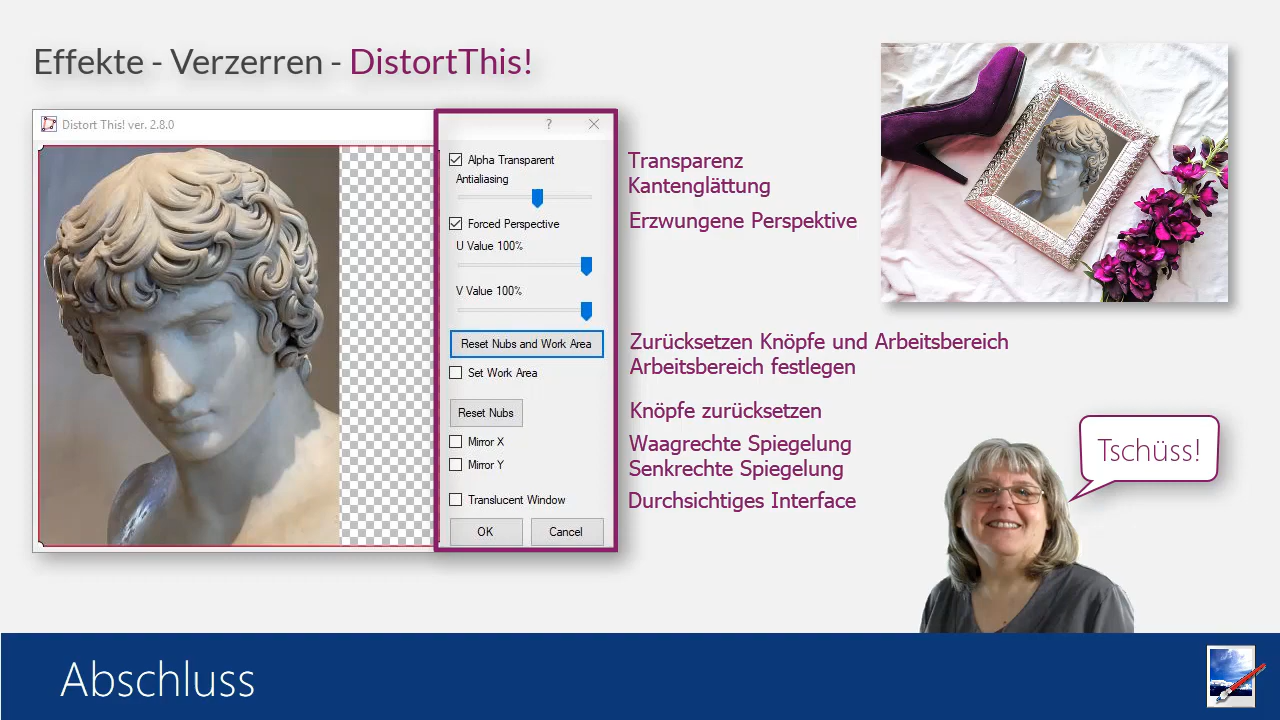 Effekte - Verzerren - DistortThis!
Distort This! ver. 2.8.0
?
Alpha Transparent
Antialiasing
Forced Perspective
U Value 100%
V Value 100%
Reset Nubs and Work Area
Set Work Area
Reset Nubs
Mirror X
Mirror Y
Translucent Window
OK
Cancel
Transparenz
Kantenglättung
Erzwungene Perspektive
Zurücksetzen Knöpfe und Arbeitsbereich
Arbeitsbereich festlegen
Knöpfe zurücksetzen
Waagrechte Spiegelung
Senkrechte Spiegelung
Durchsichtiges Interface
Tschüss!
Abschluss